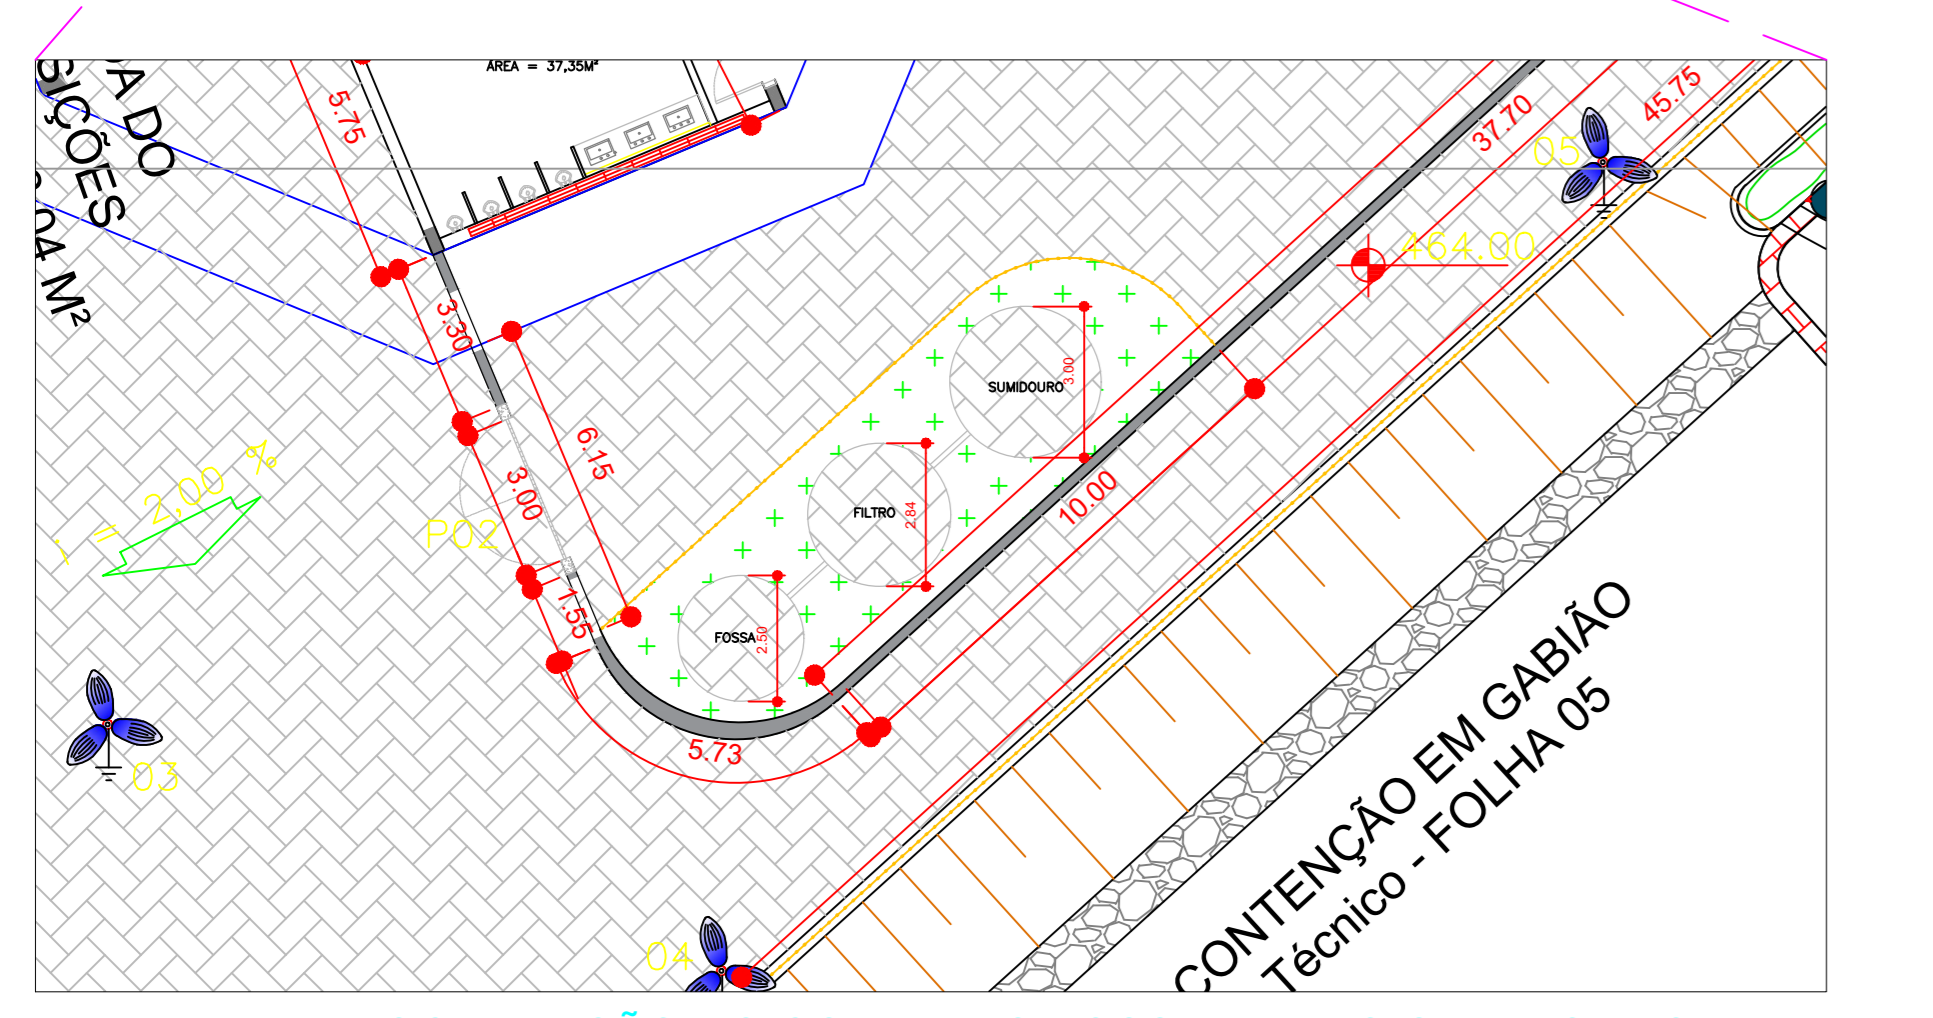 ÁREA = 37,35M²
A DO
SIÇÕES
04 M²
5.75
37.70
45.75
05
464.00
3.30
SUMIDOURO
3.00
6.15
i = 2,00 %
3.00
P02
FILTRO
2.84
10.00
1.55
FOSSA
2.50
5.73
03
04
CONTENÇÃO EM GABIÃO
Técnico - FOLHA 05